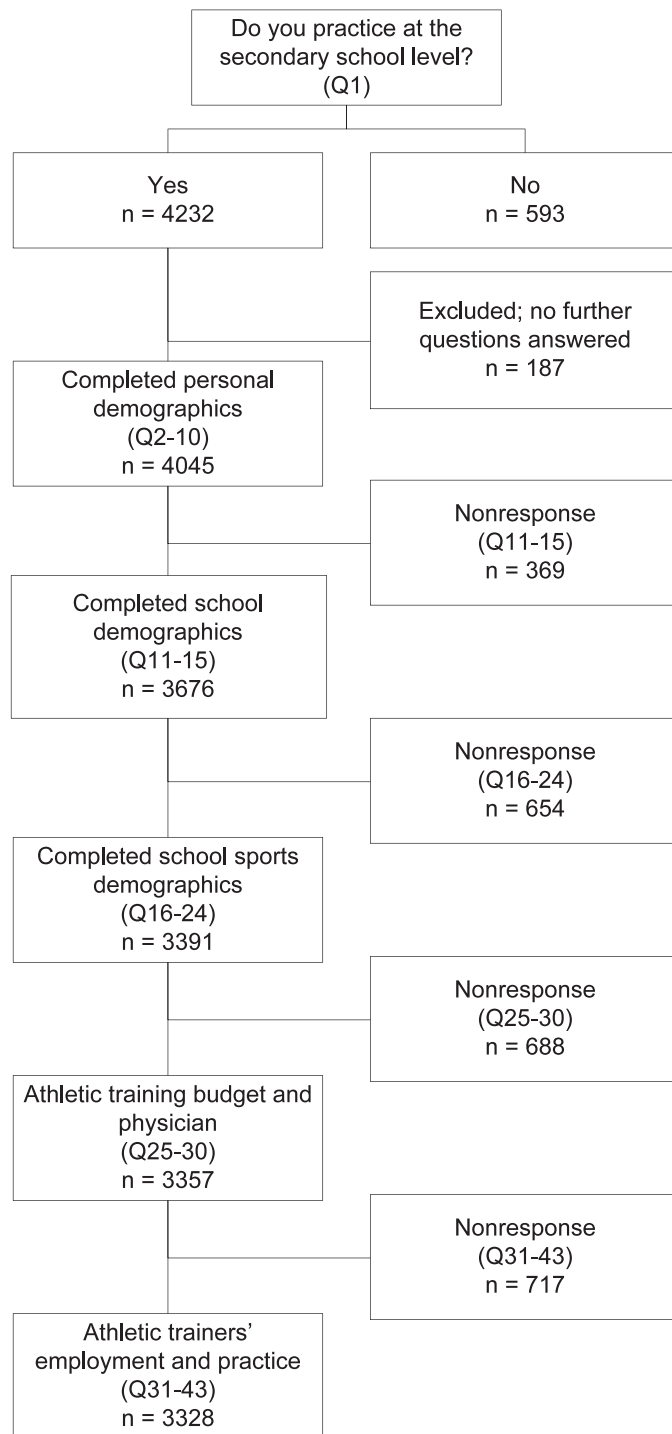 Do you practice at the
secondary school level?
(Q1)
Yes
n = 4232
No
n = 593
Excluded; no further
questions answered
n = 187
Completed personal
demographics
(Q2-10)
n = 4045
Nonresponse
(Q11-15)
n = 369
Completed school
demographics
(Q11-15)
n = 3676
Nonresponse
(Q16-24)
n = 654
Completed school sports
demographics
(Q16-24)
n = 3391
Nonresponse
(Q25-30)
n = 688
Athletic training budget and
physician
(Q25-30)
n = 3357
Nonresponse
(Q31-43)
n = 717
Athletic trainers’
employment and practice
(Q31-43)
n = 3328